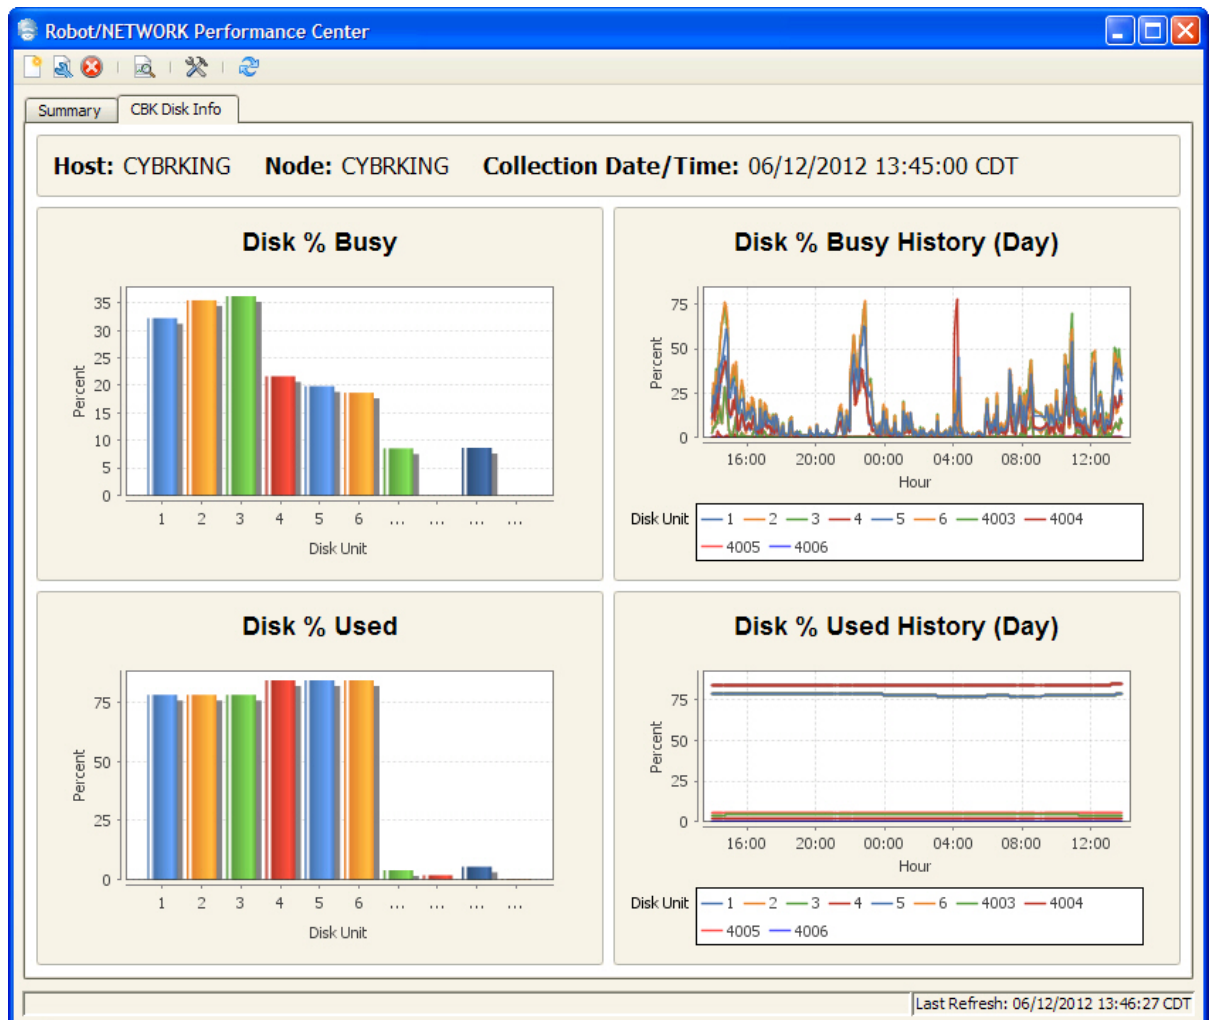 Robot/NETWORK Performance Center
Summary
CBK Disk Info
Host: CYBRKING Node: CYBRKING Collection Date/Time: 06/12/2012 13:45:00 CDT
Disk % Busy
Percent
35
30
25
20
15
10
5
0
1 2 3 4 5 6 ... ... ... ...
Disk Unit
Disk % Busy History (Day)
Percent
75
50
25
0
16:00 20:00 00:00 04:00 08:00 12:00
Hour
Disk Unit 1 2 3 4 5 6 4003 4004
4005 4006
Disk % Used
Percent
75
50
25
0
1 2 3 4 5 6 ... ... ... ...
Disk Unit
Disk % Used History (Day)
Percent
75
50
25
0
16:00 20:00 00:00 04:00 08:00 12:00
Hour
Disk Unit 1 2 3 4 5 6 4003 4004
4005 4006
Last Refresh: 06/12/2012 13:46:27 CDT